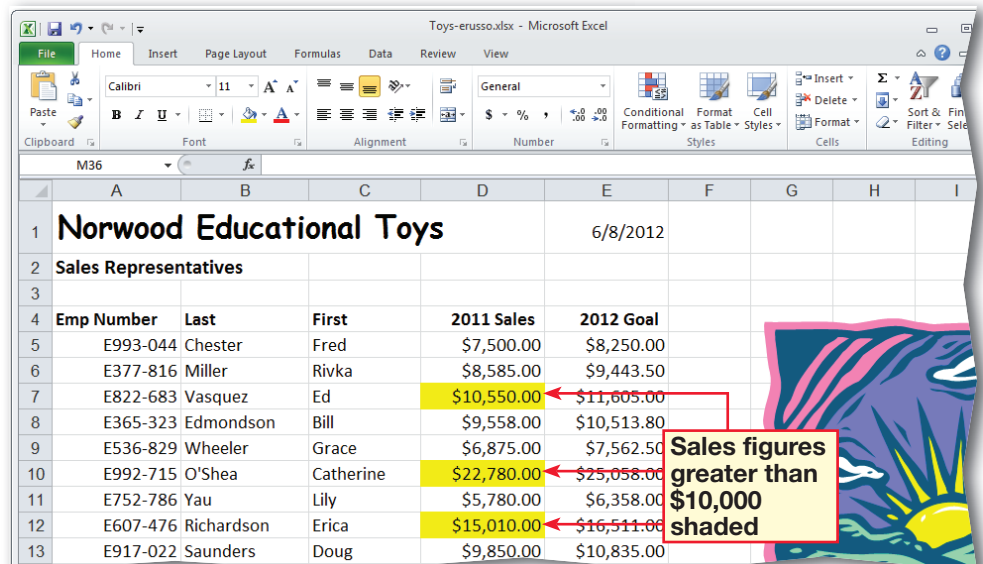 Toys-erusso.xlsx - Microsoft Excel
File Home Insert Page Layout Formulas Data Review View
Paste
Calibri 11 A A
B I U A
General
$ % , .0 .00 .00 .0
Conditional Formatting
Format as Table
Cell Styles
Insert
Delete
Format
Σ
Sort & Filter
Clipboard Font Alignment Number Styles Cells Editing
M36 fx
A B C D E F G H I
1 Norwood Educational Toys 6/8/2012
2 Sales Representatives
3
4 Emp Number Last First 2011 Sales 2012 Goal
5 E993-044 Chester Fred $7,500.00 $8,250.00
6 E377-816 Miller Rivka $8,585.00 $9,443.50
7 E822-683 Vasquez Ed $10,550.00 $11,605.00
8 E365-323 Edmondson Bill $9,558.00 $10,513.80
9 E536-829 Wheeler Grace $6,875.00 $7,562.50
10 E992-715 O'Shea Catherine $22,780.00 $25,058.00
11 E752-786 Yau Lily $5,780.00 $6,358.00
12 E607-476 Richardson Erica $15,010.00 $16,511.00
13 E917-022 Saunders Doug $9,850.00 $10,835.00
Sales figures
greater than
$10,000
shaded